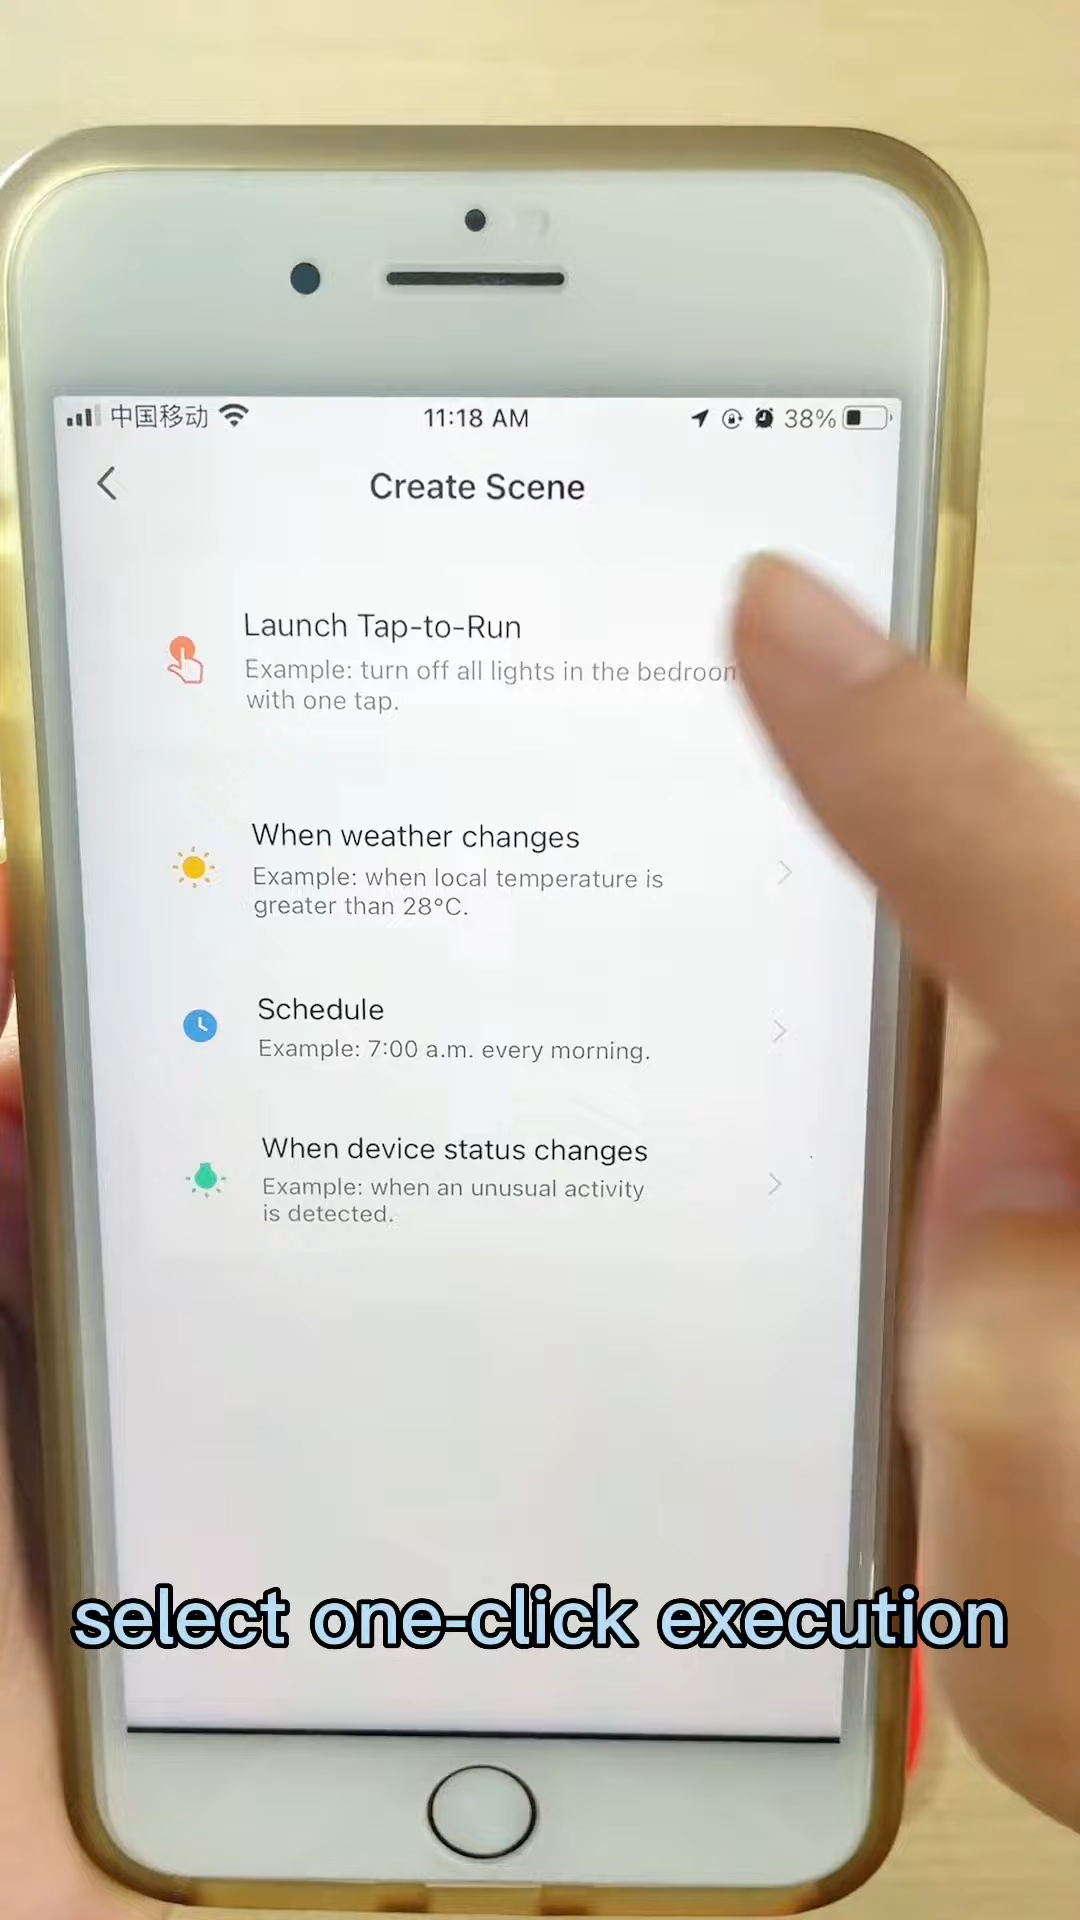 中国移动
11:18 AM
38%
Create Scene
Launch Tap-to-Run
Example: turn off all lights in the bedroom
with one tap.
When weather changes
Example: when local temperature is
greater than 28°C.
Schedule
Example: 7:00 a.m. every morning.
When device status changes
Example: when an unusual activity
is detected.
select one-click execution